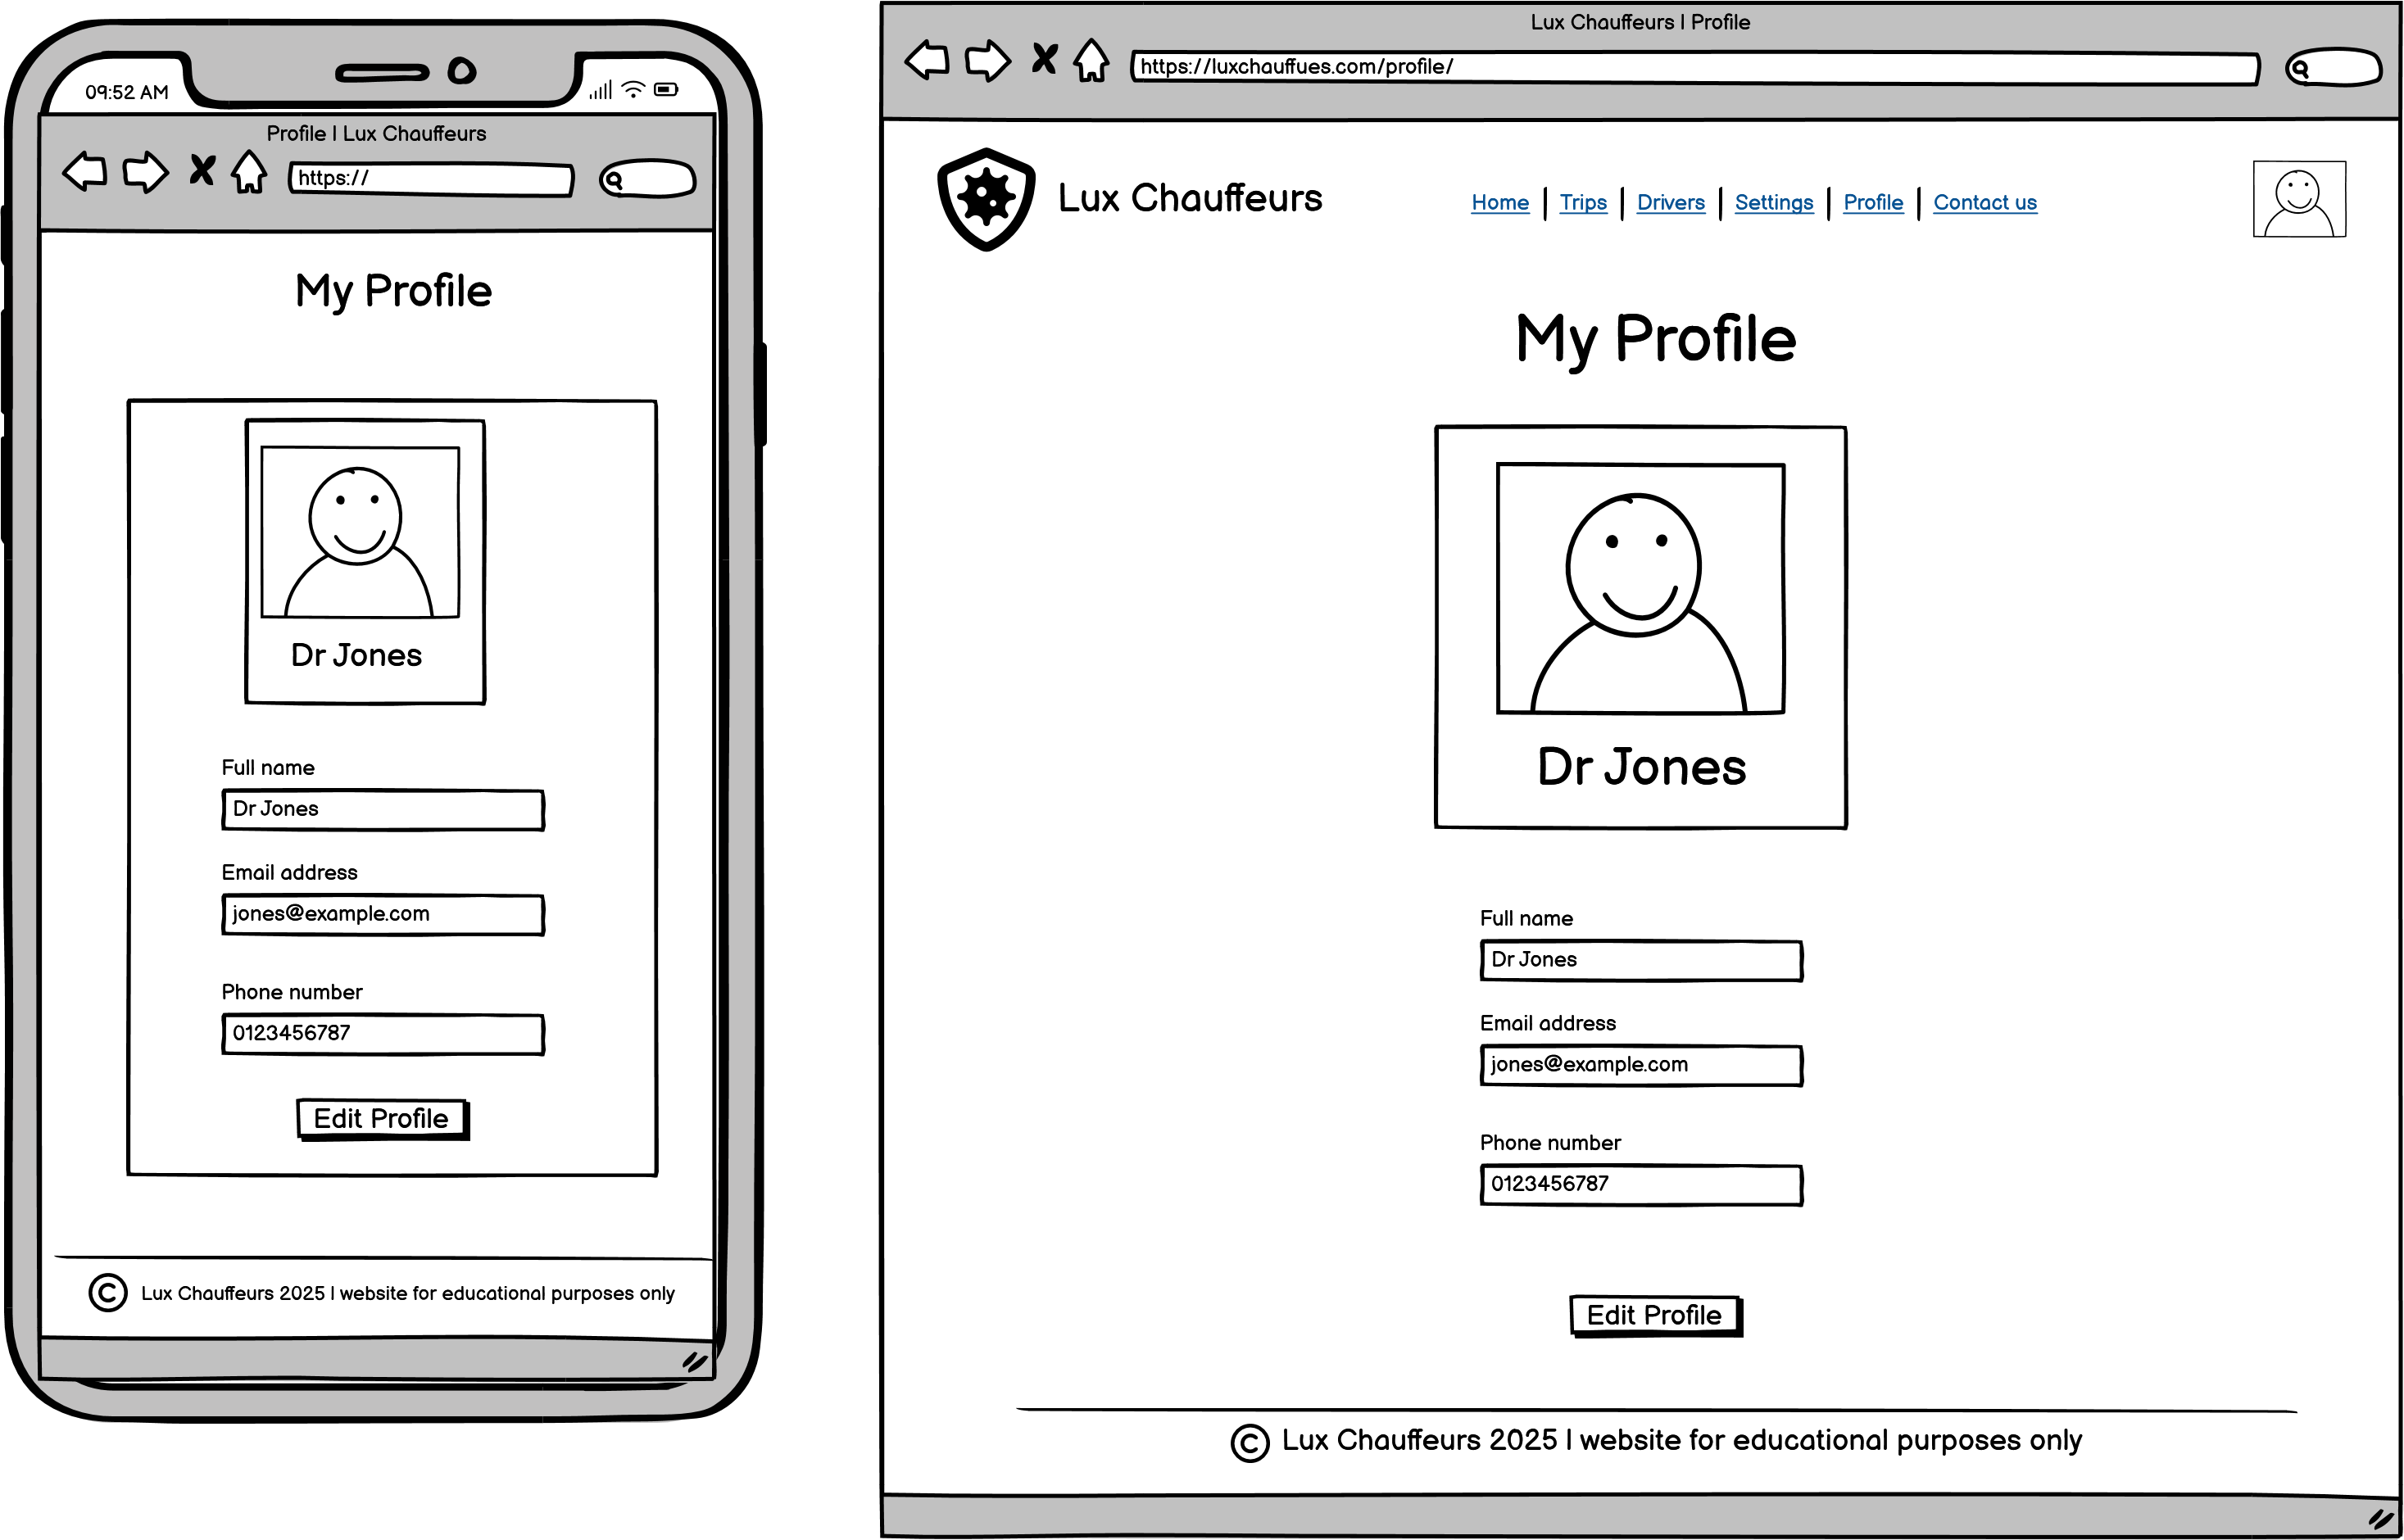 09:52 AM
Profile | Lux Chauffeurs
https://
My Profile
Dr Jones
Full name
Dr Jones
Email address
jones@example.com
Phone number
0123456787
Edit Profile
© Lux Chauffeurs 2025 | website for educational purposes only
Lux Chauffeurs | Profile
https://luxchauffues.com/profile/
Lux Chauffeurs
Home | Trips | Drivers | Settings | Profile | Contact us
My Profile
Dr Jones
Full name
Dr Jones
Email address
jones@example.com
Phone number
0123456787
Edit Profile
© Lux Chauffeurs 2025 | website for educational purposes only